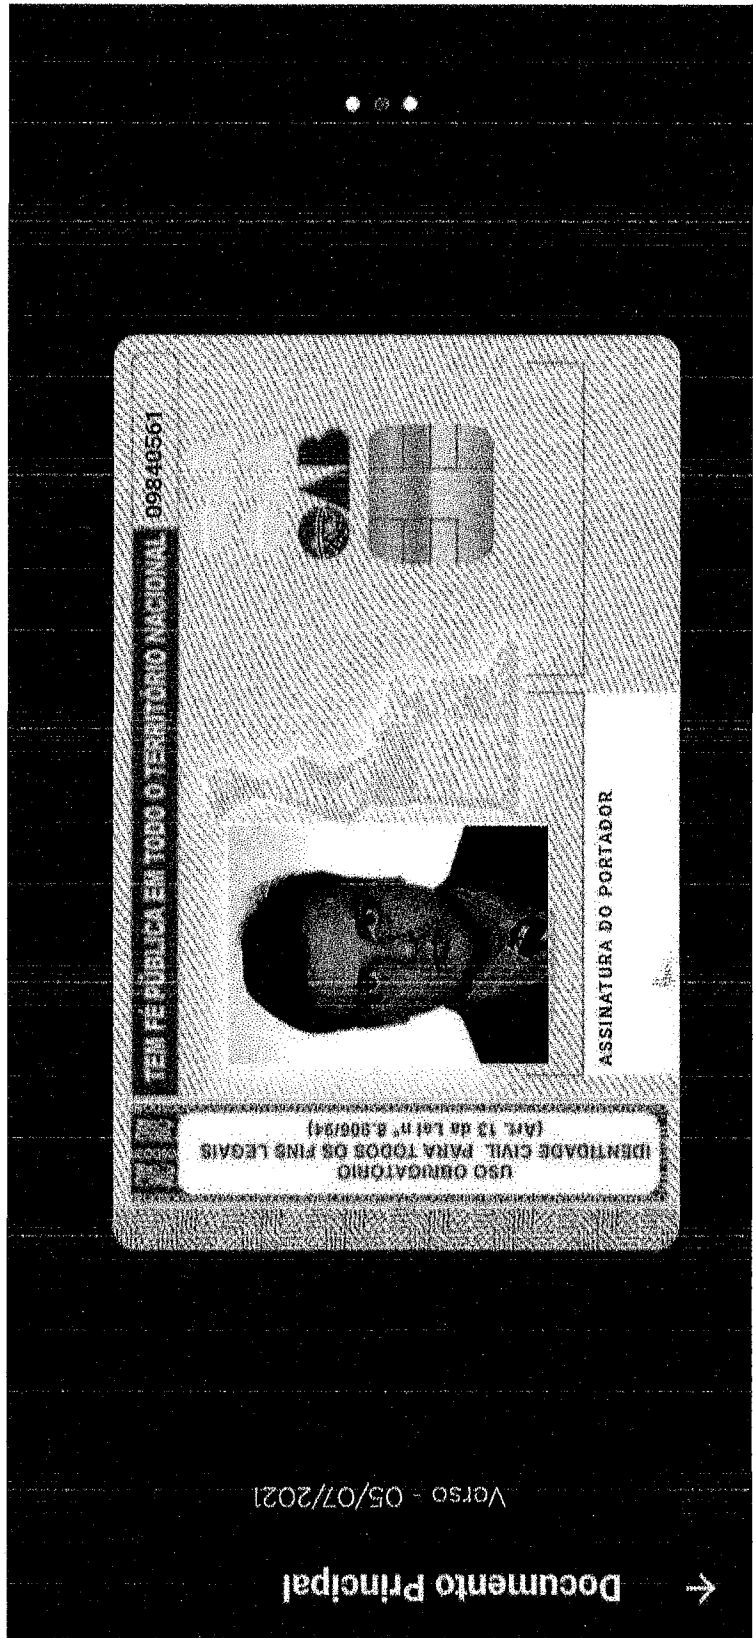 Documento Principal
Verso - 05/07/2021
USO OBRIGATÓRIO
IDENTIDADE CIVIL PARA TODOS OS FINS LEGAIS
(Art. 13 da Lei nº 8.906/94)
TEM FÉ PÚBLICA EM TODO O TERRITÓRIO NACIONAL 09840561
OAB
ASSINATURA DO PORTADOR